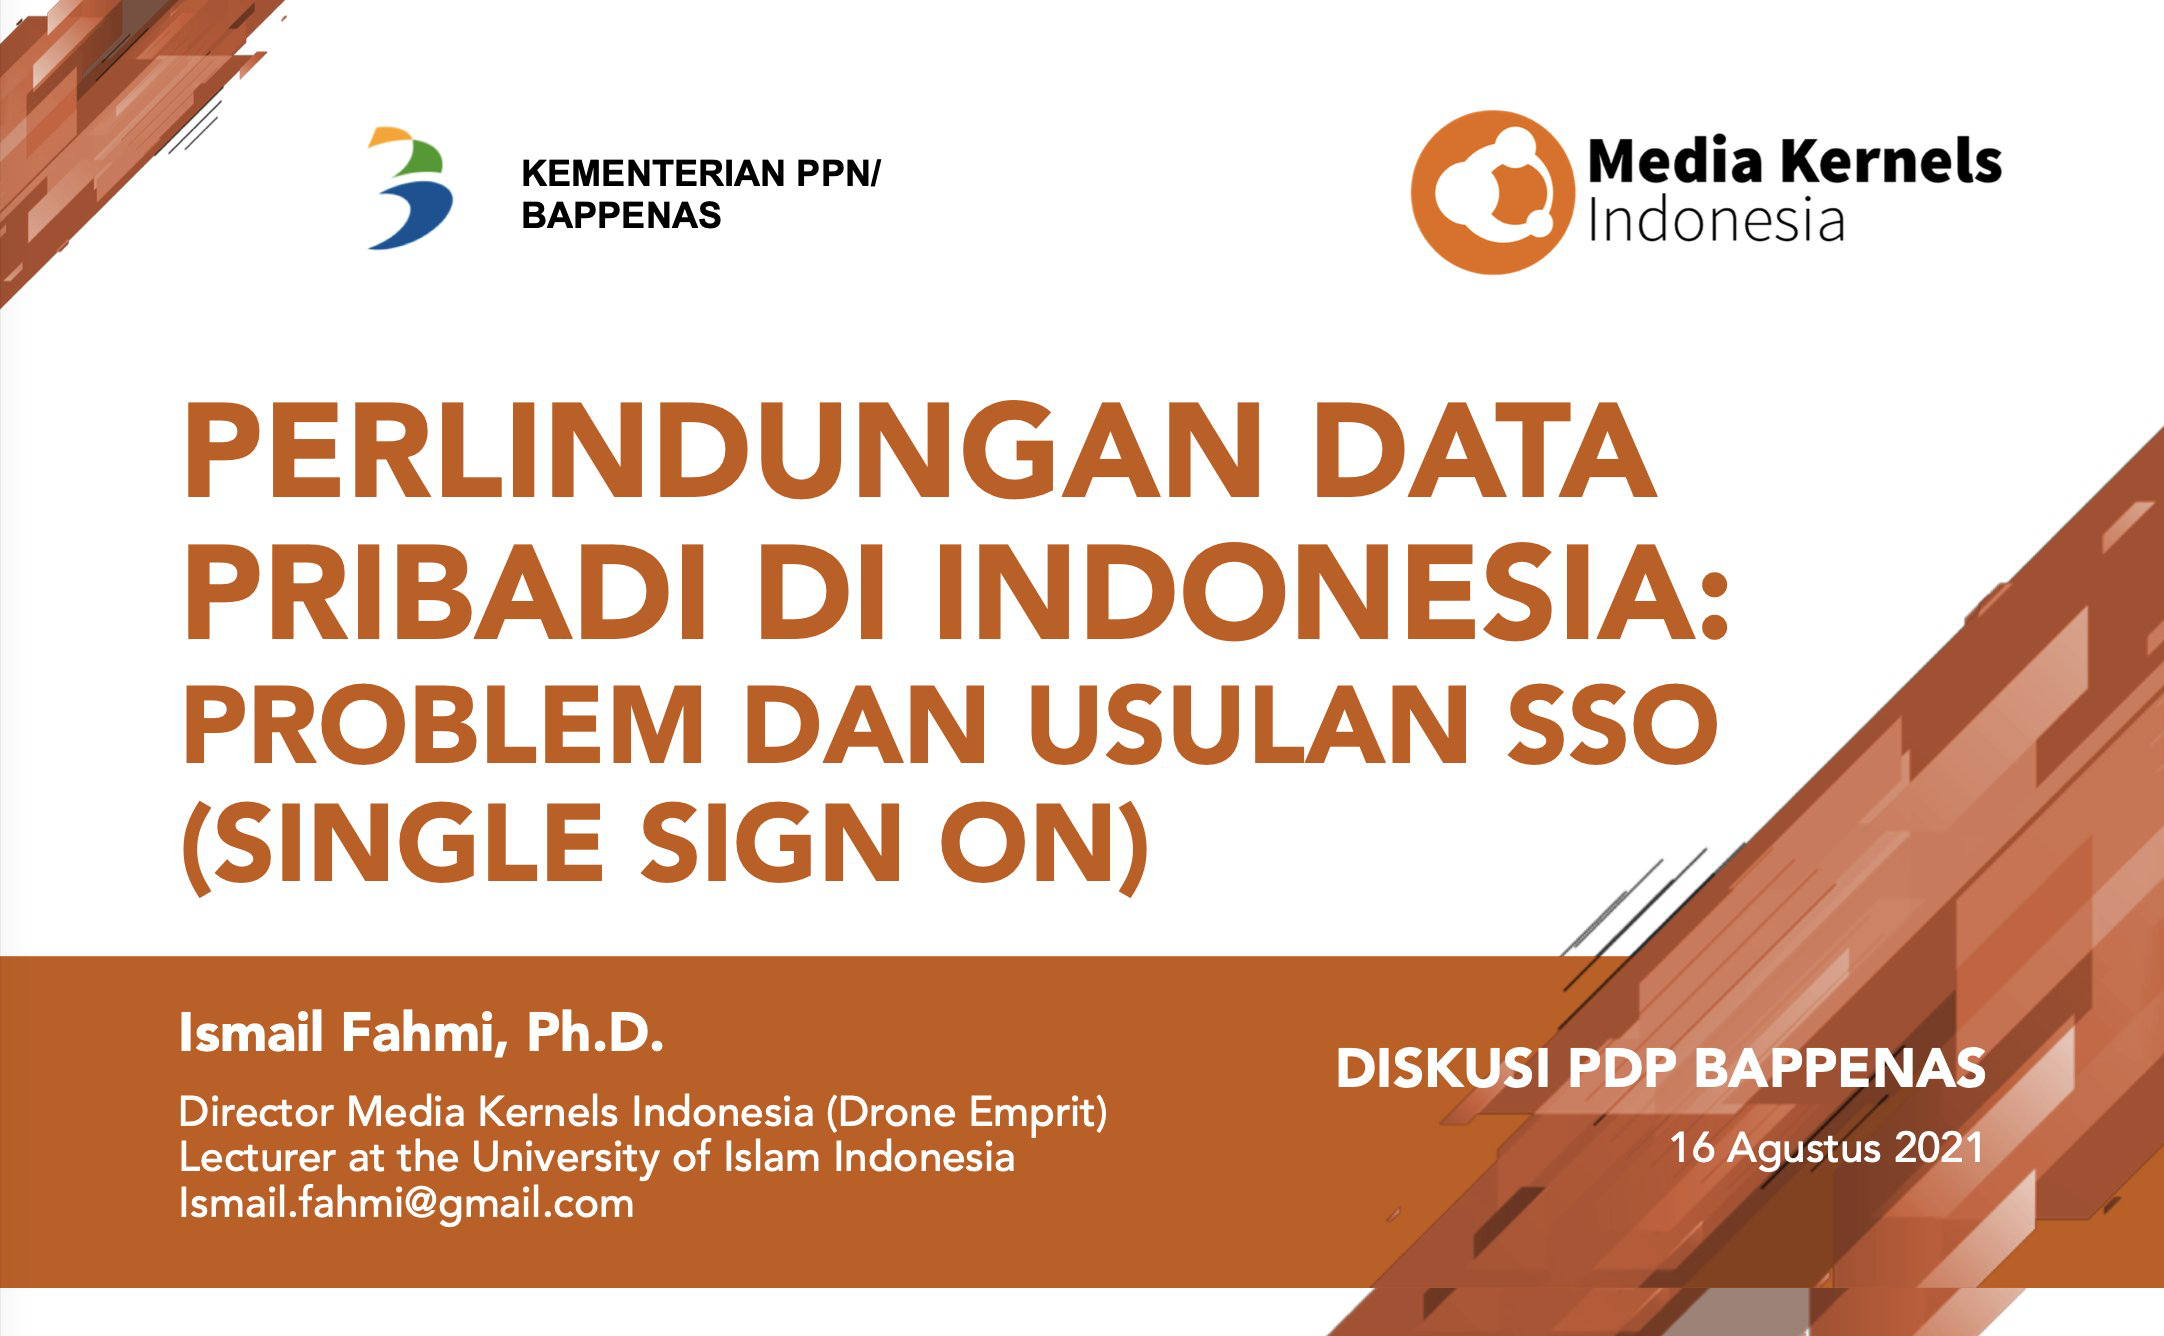 KEMENTERIAN PPN/
BAPPENAS
Media Kernels
Indonesia
PERLINDUNGAN DATA
PRIBADI DI INDONESIA:
PROBLEM DAN USULAN SSO
(SINGLE SIGN ON)
Ismail Fahmi, Ph.D.
Director Media Kernels Indonesia (Drone Emprit)
Lecturer at the University of Islam Indonesia
Ismail.fahmi@gmail.com
DISKUSI PDP BAPPENAS
16 Agustus 2021